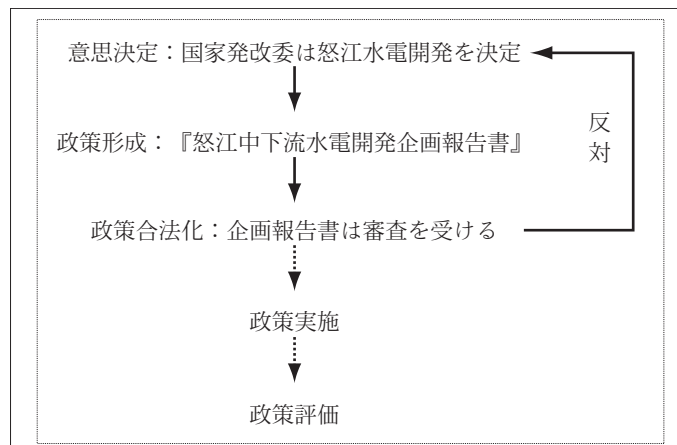 意思決定：国家発改委は怒江水電開発を決定
反対
政策形成：『怒江中下流水電開発企画報告書』
政策合法化：企画報告書は審査を受ける
政策実施
政策評価